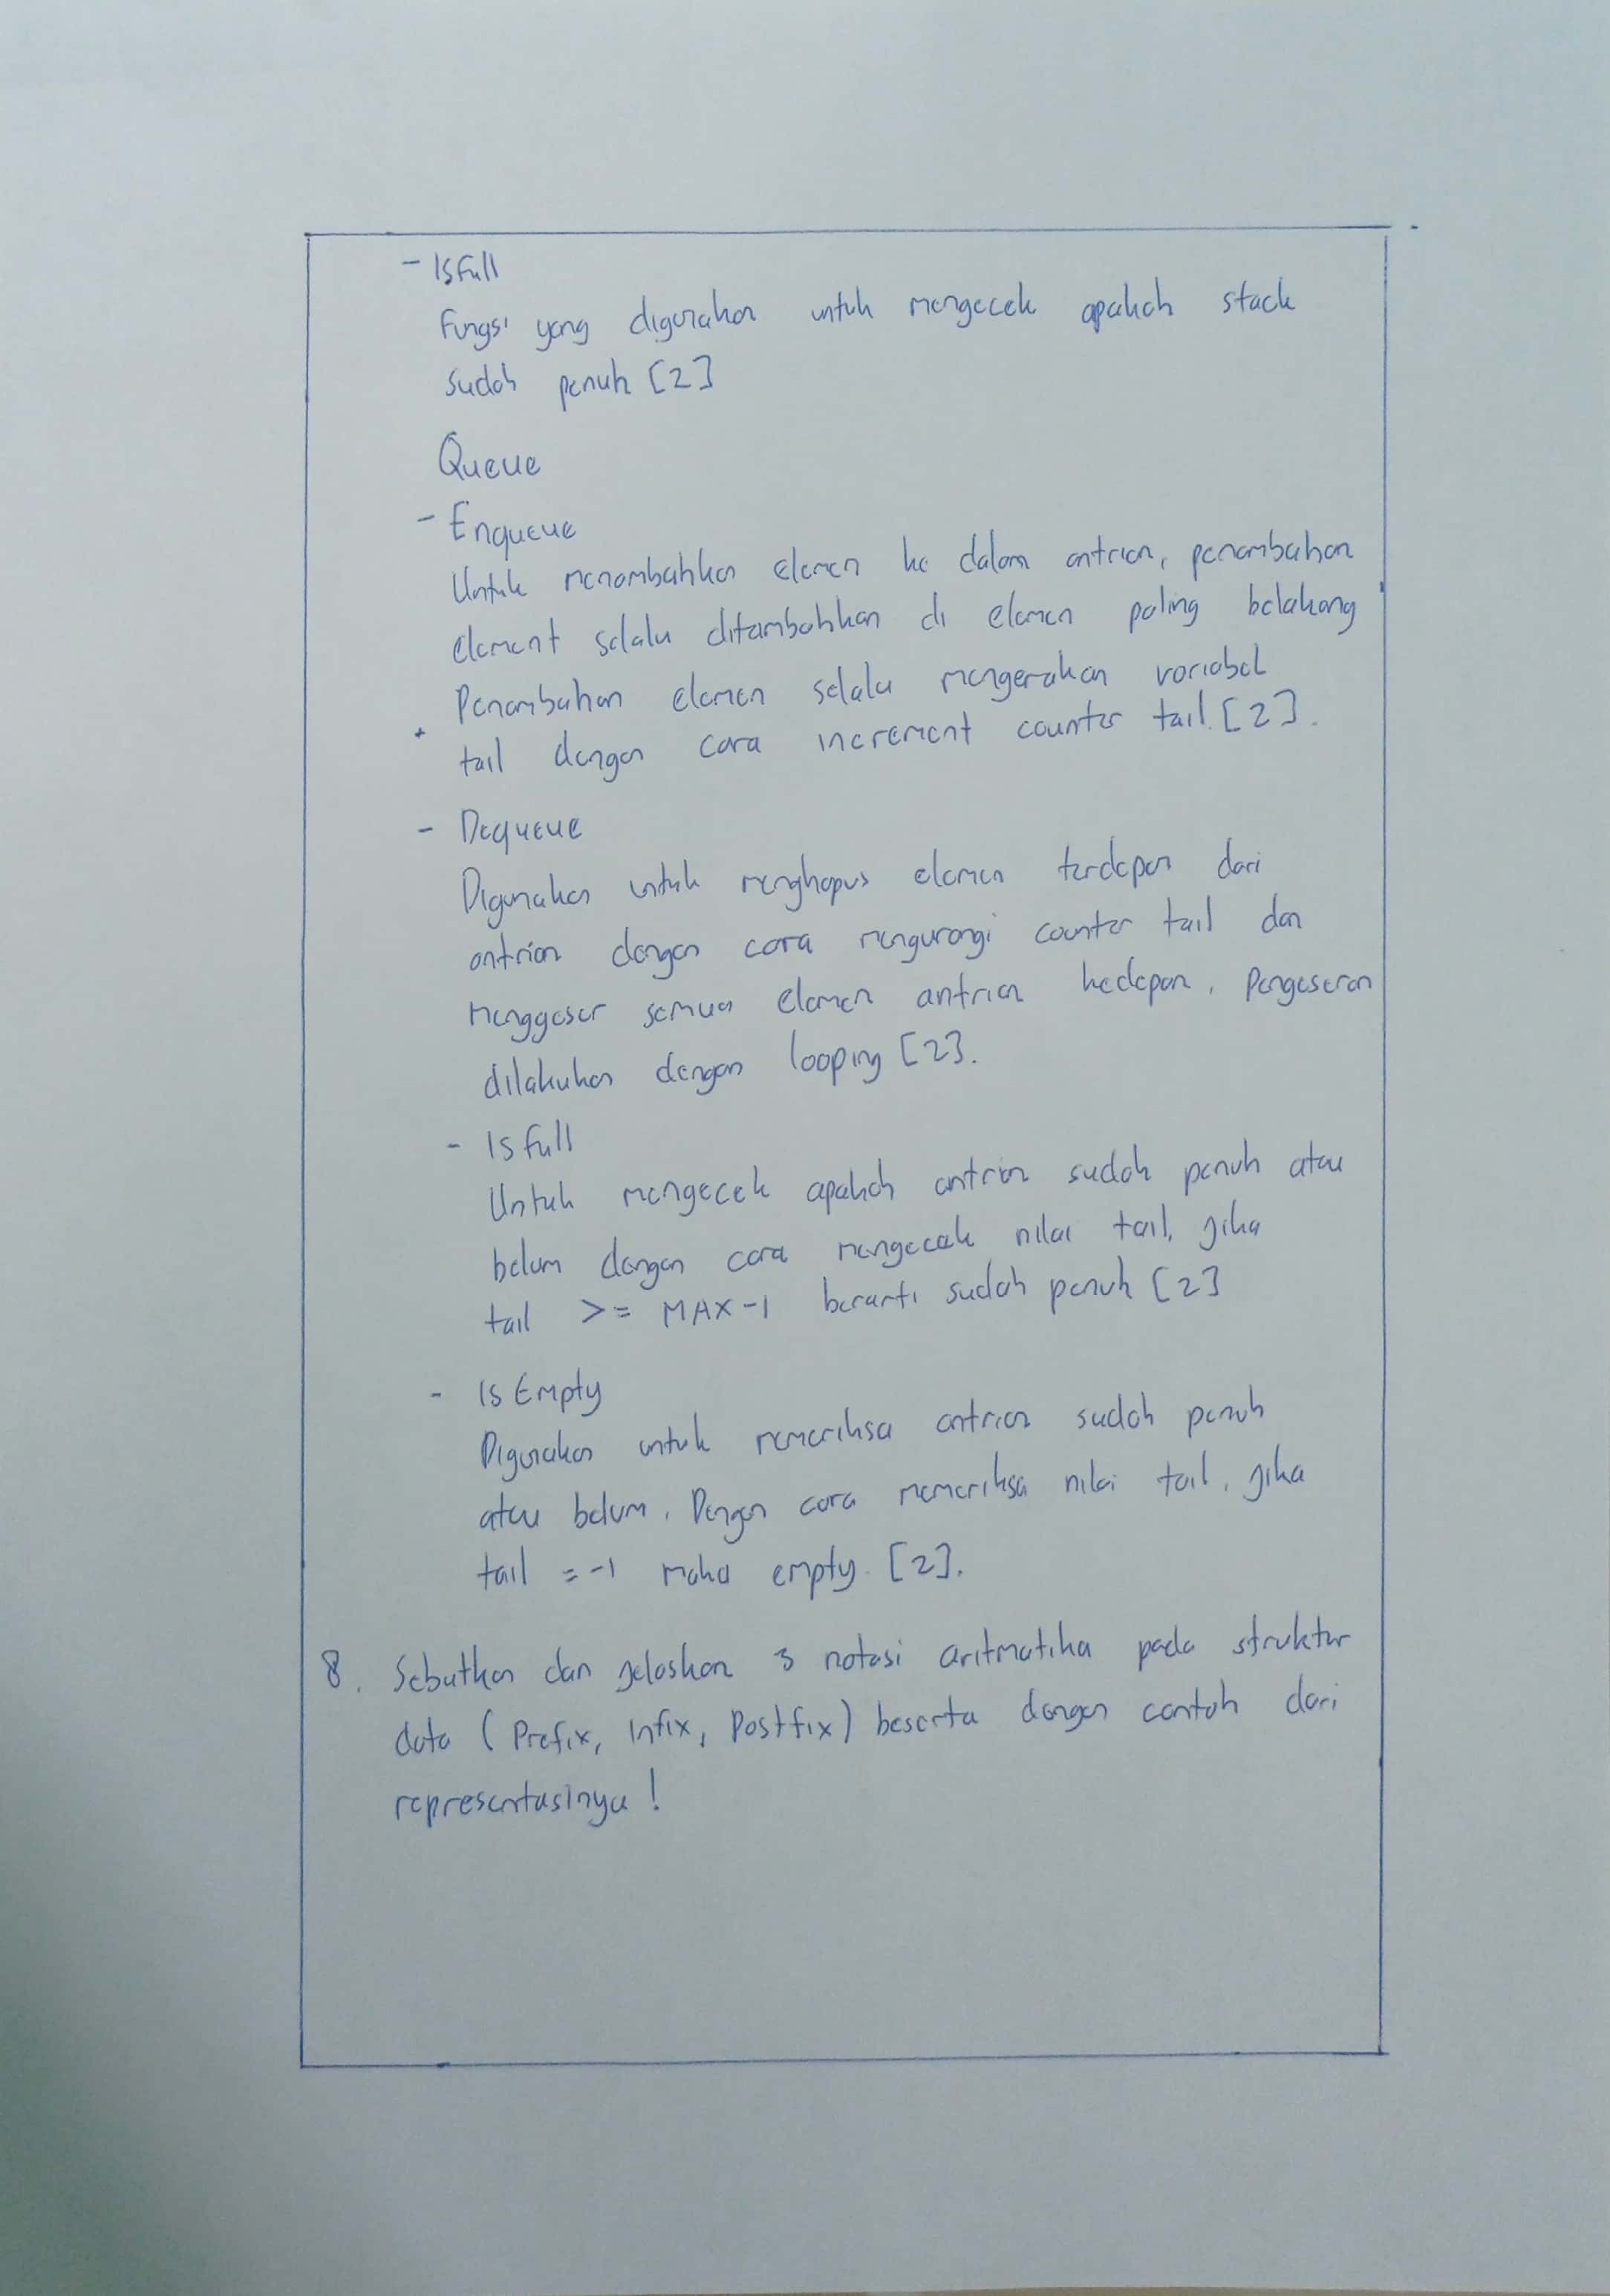 - Isfull
Fungsi yang digunakan untuk mengecek apakah stack
sudah penuh [2]
Queue
- Enqueue
Untuk menambahkan elemen ke dalam antrian, penambahan
element selalu ditambahkan di elemen paling belakang
Penambahan elemen selalu mengerakan variabel
tail dengan cara increment counter tail [2].
- Dequeue
Digunakan untuk menghapus elemen terdepan dari
antrian dengan cara mengurangi counter tail dan
menggeser semua elemen antrian kedepan. Pengeseran
dilakukan dengan looping [2].
- Isfull
Untuk mengecek apakah antrian sudah penuh atau
belum dengan cara mengecek nilai tail, jika
tail >= MAX-1 berarti sudah penuh [2]
- Is Empty
Digunakan untuk memeriksa antrian sudah penuh
atau belum. Dengan cara memeriksa nilai tail, jika
tail = -1 maka empty. [2].
8. Sebutkan dan jelaskan 3 notasi aritmatika pada struktur
data (Prefix, Infix, Postfix) beserta dengan contoh dari
representasinya !